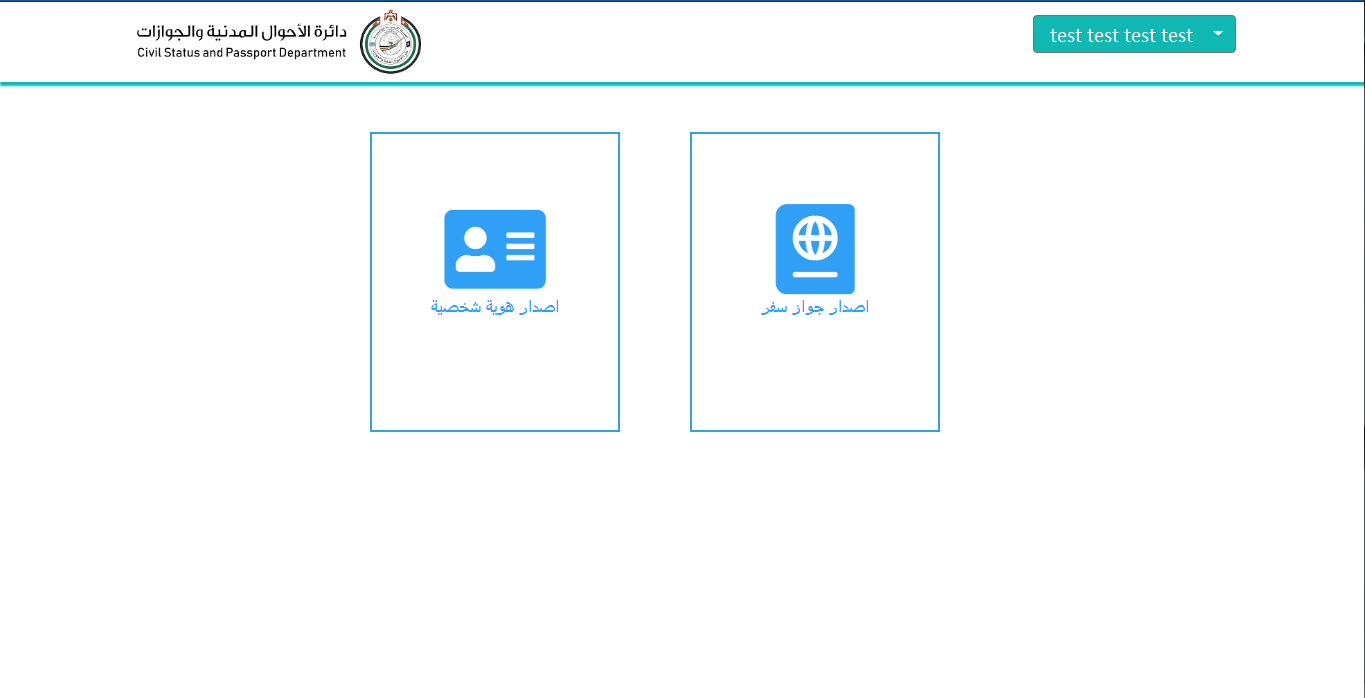 دائرة الأحوال المدنية والجوازات
Civil Status and Passport Department
test test test test
اصدار هوية شخصية
اصدار جواز سفر